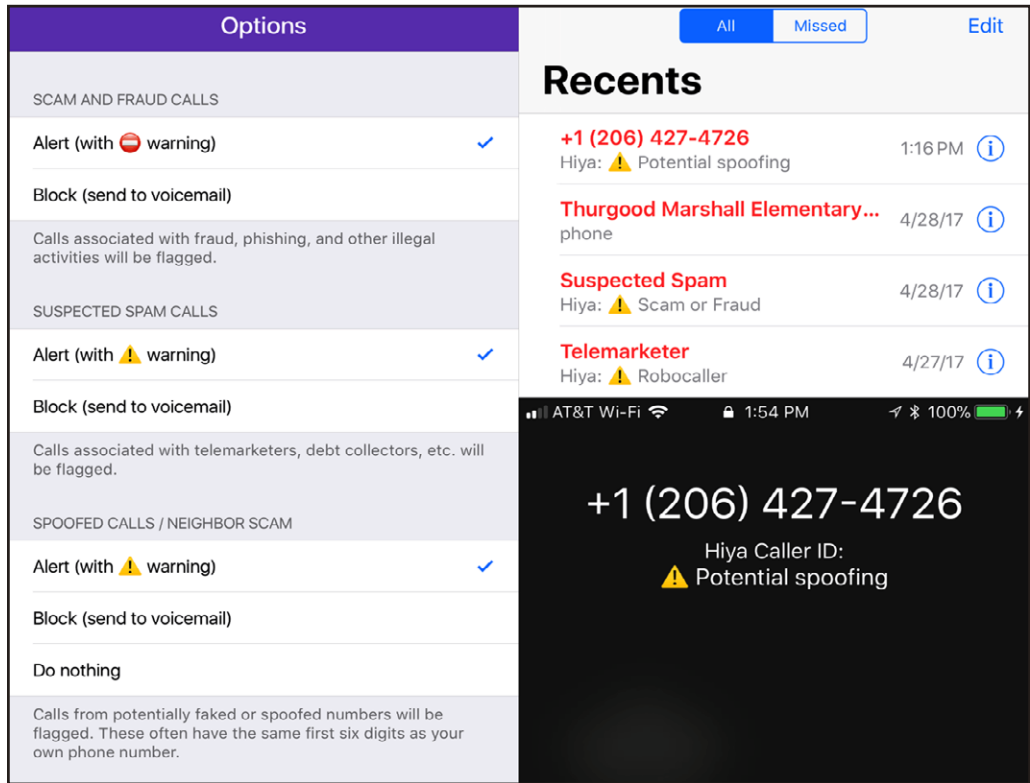 Options
SCAM AND FRAUD CALLS
Alert (with ⛔ warning)
Block (send to voicemail)
Calls associated with fraud, phishing, and other illegal
activities will be flagged.
SUSPECTED SPAM CALLS
Alert (with ⚠️ warning)
Block (send to voicemail)
Calls associated with telemarketers, debt collectors, etc. will
be flagged.
SPOOFED CALLS / NEIGHBOR SCAM
Alert (with ⚠️ warning)
Block (send to voicemail)
Do nothing
Calls from potentially faked or spoofed numbers will be
flagged. These often have the same first six digits as your
own phone number.
All Missed Edit
Recents
+1 (206) 427-4726 1:16 PM
Hiya: ⚠️ Potential spoofing
Thurgood Marshall Elementary... 4/28/17
phone
Suspected Spam 4/28/17
Hiya: ⚠️ Scam or Fraud
Telemarketer 4/27/17
Hiya: ⚠️ Robocaller
AT&T Wi-Fi 1:54 PM 100%
+1 (206) 427-4726
Hiya Caller ID:
⚠️ Potential spoofing